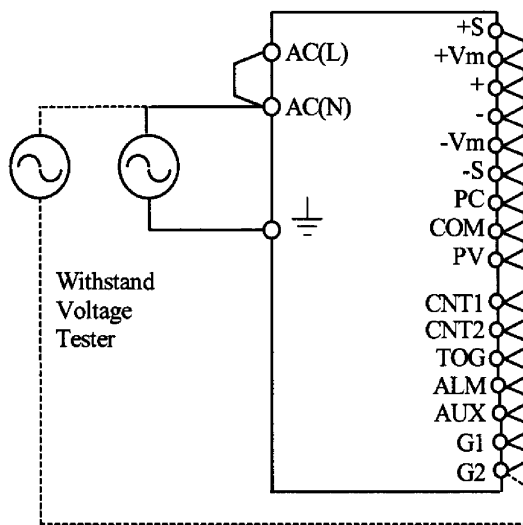 AC(L)
AC(N)
Withstand
Voltage
Tester
+S
+Vm
+
-
-Vm
-S
PC
COM
PV
CNT1
CNT2
TOG
ALM
AUX
G1
G2